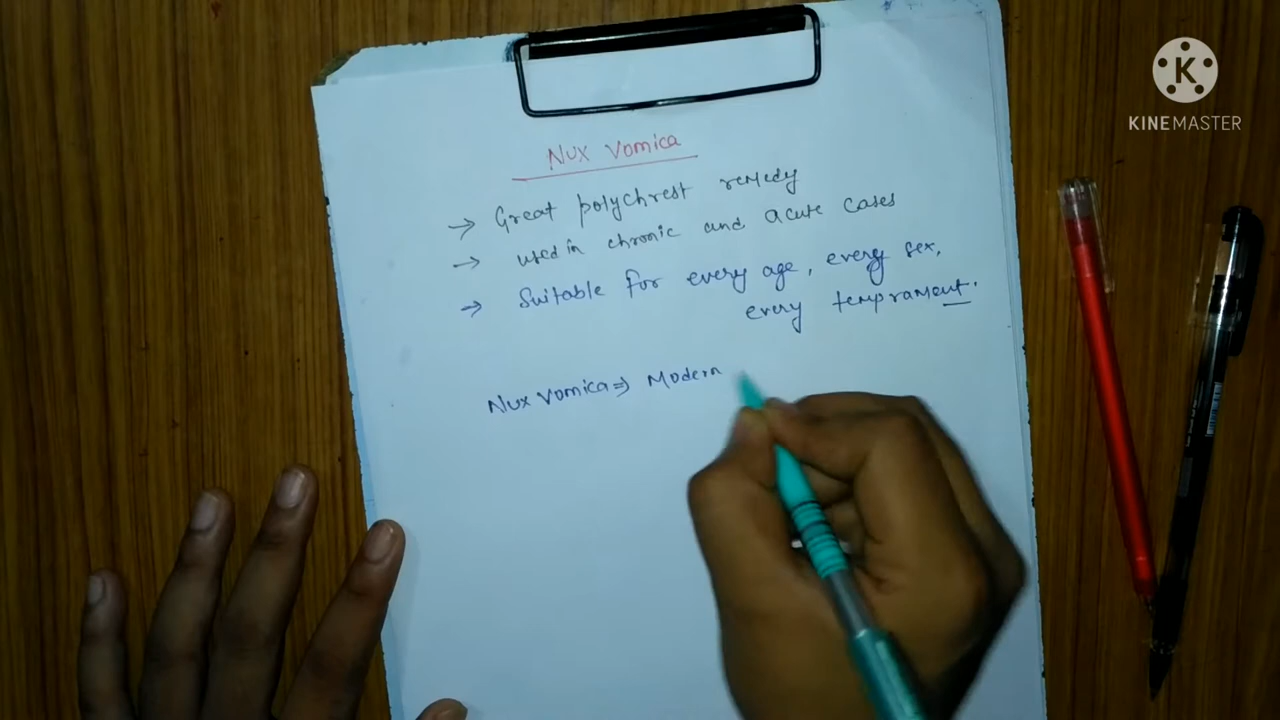 Nux Vomica
→ Great polychrest remedy
→ used in chronic and acute cases
→ Suitable for every age, every sex,
every temprament.
Nux Vomica ⇒ Modern
K
KINEMASTER